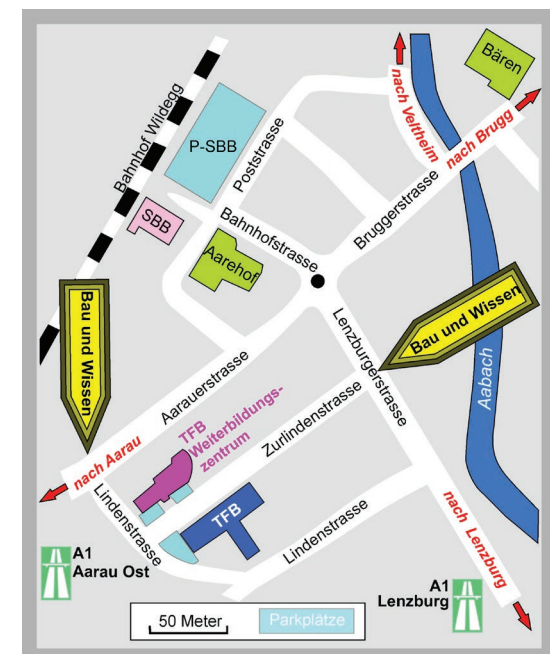 Bären
nach Veltheim
nach Brugg
Bahnhof Wildegg
P-SBB
Poststrasse
SBB
Bahnhofstrasse
Bruggerstrasse
Aarehof
Bau und Wissen
Bau und Wissen
Lenzburgerstrasse
Aabach
Aarauerstrasse
TFB
Weiterbildungs-
zentrum
Zurlindenstrasse
nach Aarau
Lindenstrasse
TFB
Lindenstrasse
nach Lenzburg
A1
Aarau Ost
A1
Lenzburg
50 Meter
Parkplätze